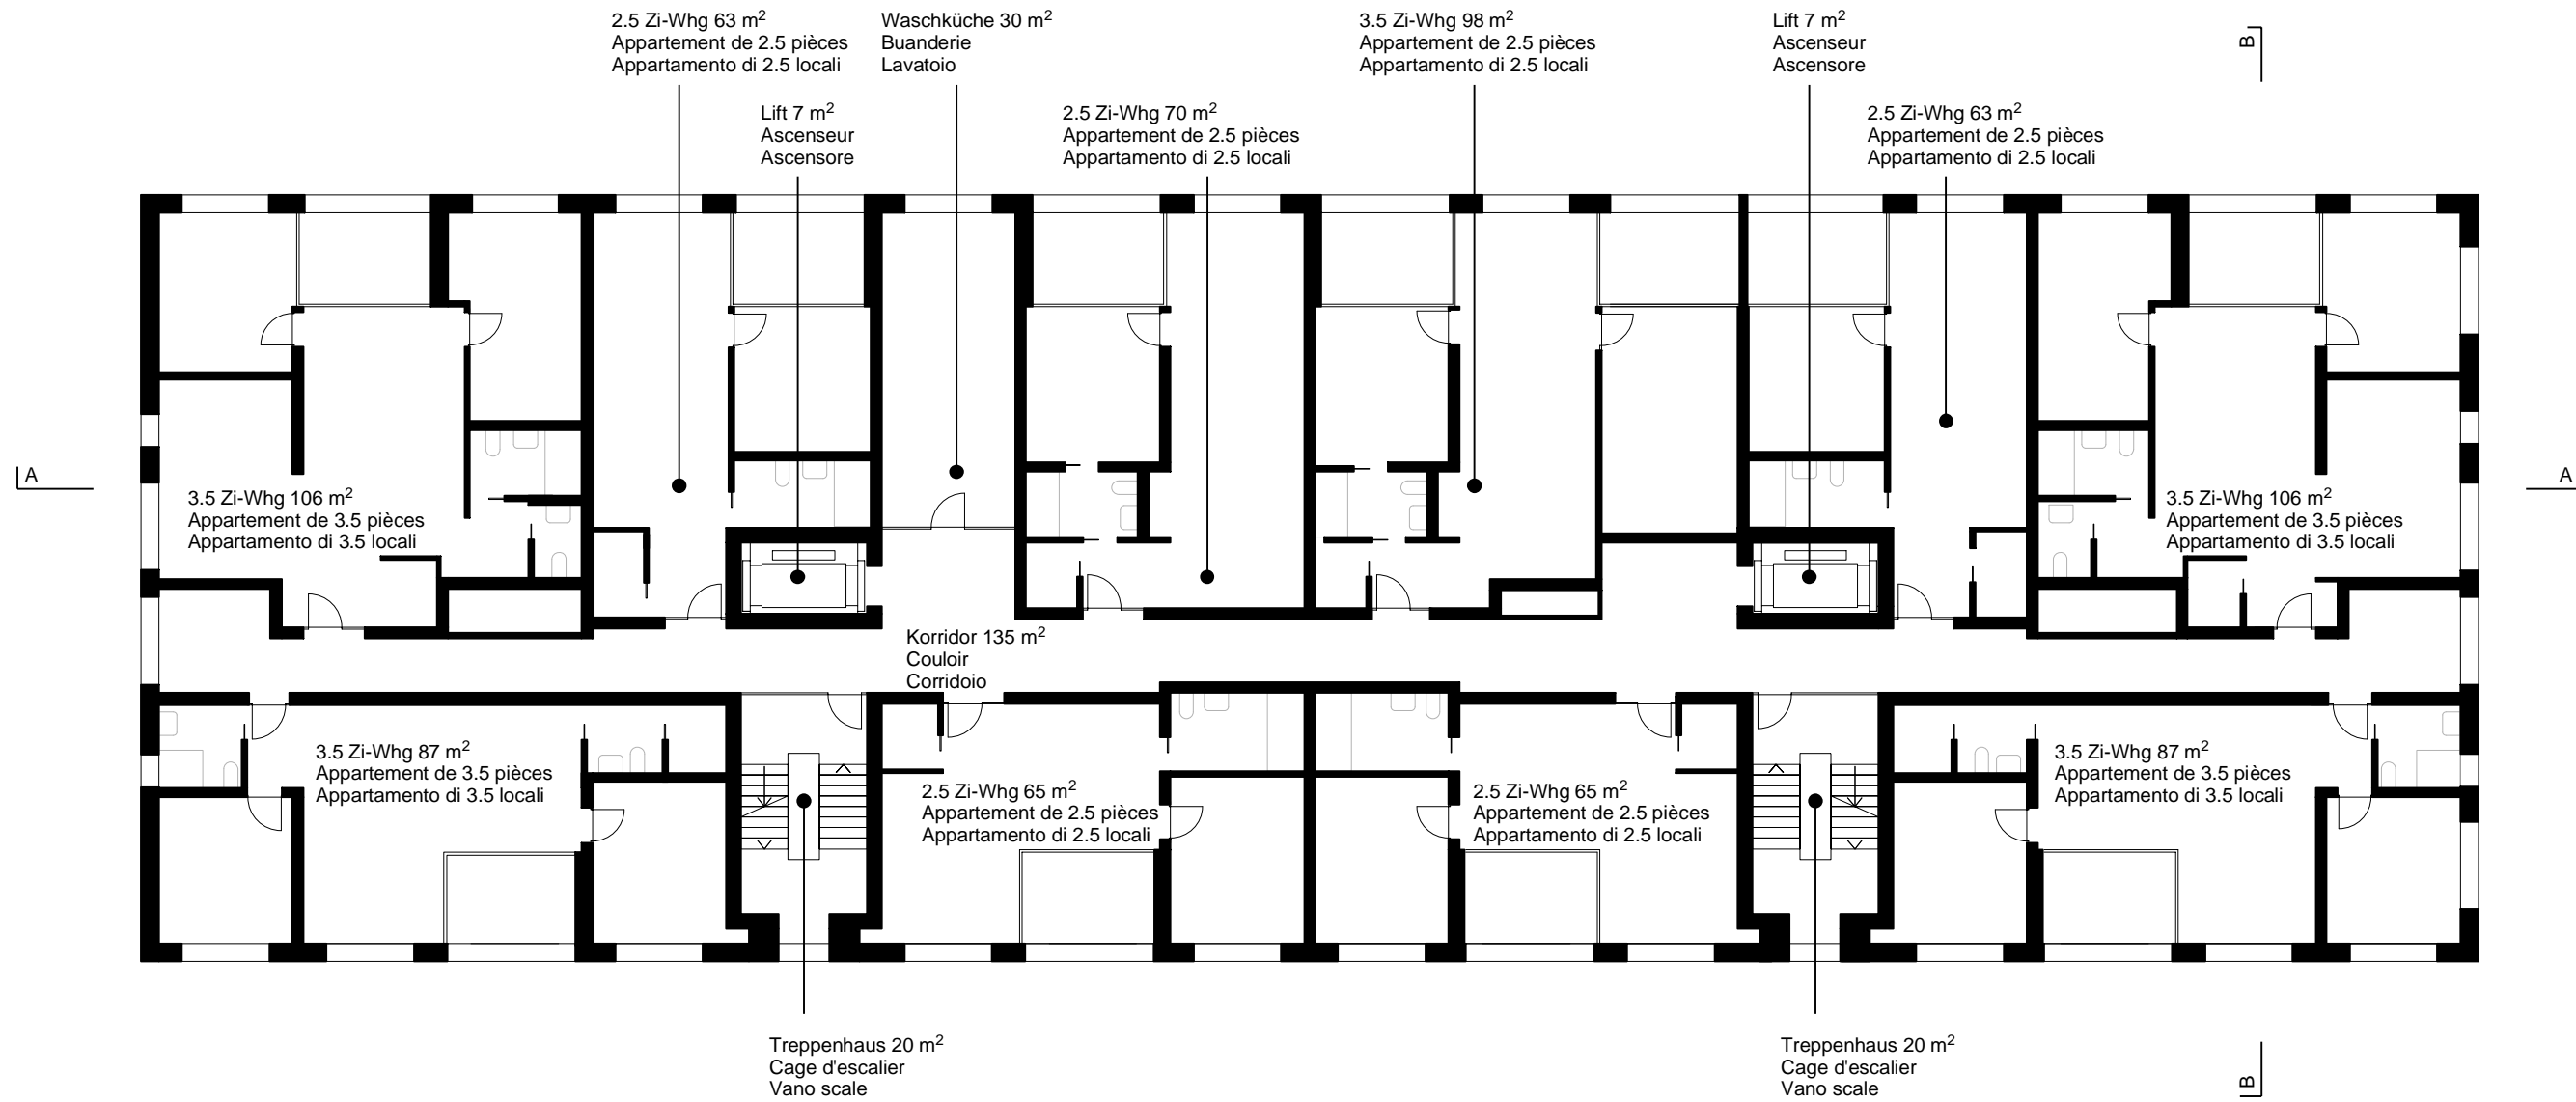 2.5 Zi-Whg 63 m²
Appartement de 2.5 pièces
Appartamento di 2.5 locali
Waschküche 30 m²
Buanderie
Lavatoio
3.5 Zi-Whg 98 m²
Appartement de 2.5 pièces
Appartamento di 2.5 locali
Lift 7 m²
Ascenseur
Ascensore
B
Lift 7 m²
Ascenseur
Ascensore
2.5 Zi-Whg 70 m²
Appartement de 2.5 pièces
Appartamento di 2.5 locali
2.5 Zi-Whg 63 m²
Appartement de 2.5 pièces
Appartamento di 2.5 locali
A
A
3.5 Zi-Whg 106 m²
Appartement de 3.5 pièces
Appartamento di 3.5 locali
3.5 Zi-Whg 106 m²
Appartement de 3.5 pièces
Appartamento di 3.5 locali
Korridor 135 m²
Couloir
Corridoio
3.5 Zi-Whg 87 m²
Appartement de 3.5 pièces
Appartamento di 3.5 locali
2.5 Zi-Whg 65 m²
Appartement de 2.5 pièces
Appartamento di 2.5 locali
2.5 Zi-Whg 65 m²
Appartement de 2.5 pièces
Appartamento di 2.5 locali
3.5 Zi-Whg 87 m²
Appartement de 3.5 pièces
Appartamento di 3.5 locali
Treppenhaus 20 m²
Cage d'escalier
Vano scale
Treppenhaus 20 m²
Cage d'escalier
Vano scale
B